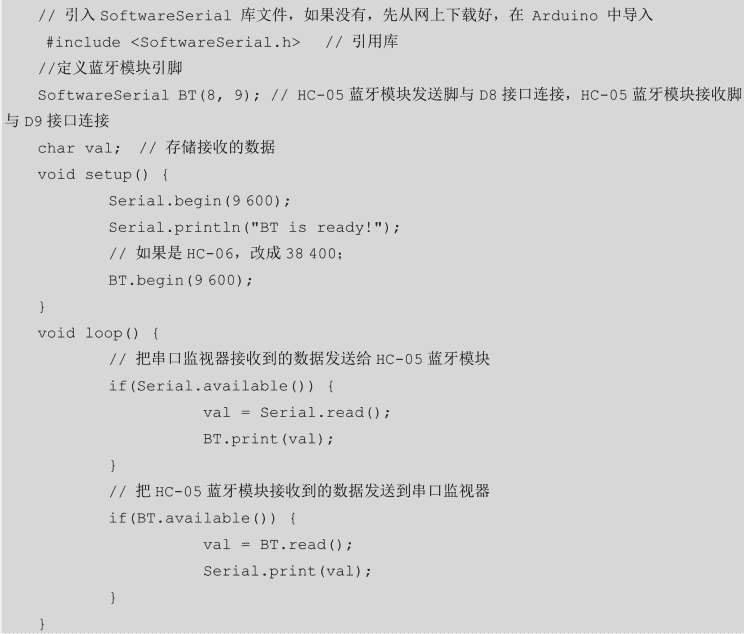 // 引入 SoftwareSerial 库文件，如果没有，先从网上下载好，在 Arduino 中导入
#include <SoftwareSerial.h>   // 引用库
//定义蓝牙模块引脚
SoftwareSerial BT(8, 9); // HC-05 蓝牙模块发送脚与 D8 接口连接，HC-05 蓝牙模块接收脚
与 D9 接口连接
char val;  // 存储接收的数据
void setup() {
Serial.begin(9 600);
Serial.println("BT is ready!");
// 如果是 HC-06，改成 38 400；
BT.begin(9 600);
}
void loop() {
// 把串口监视器接收到的数据发送给 HC-05 蓝牙模块
if(Serial.available()) {
val = Serial.read();
BT.print(val);
}
// 把 HC-05 蓝牙模块接收到的数据发送到串口监视器
if(BT.available()) {
val = BT.read();
Serial.print(val);
}
}